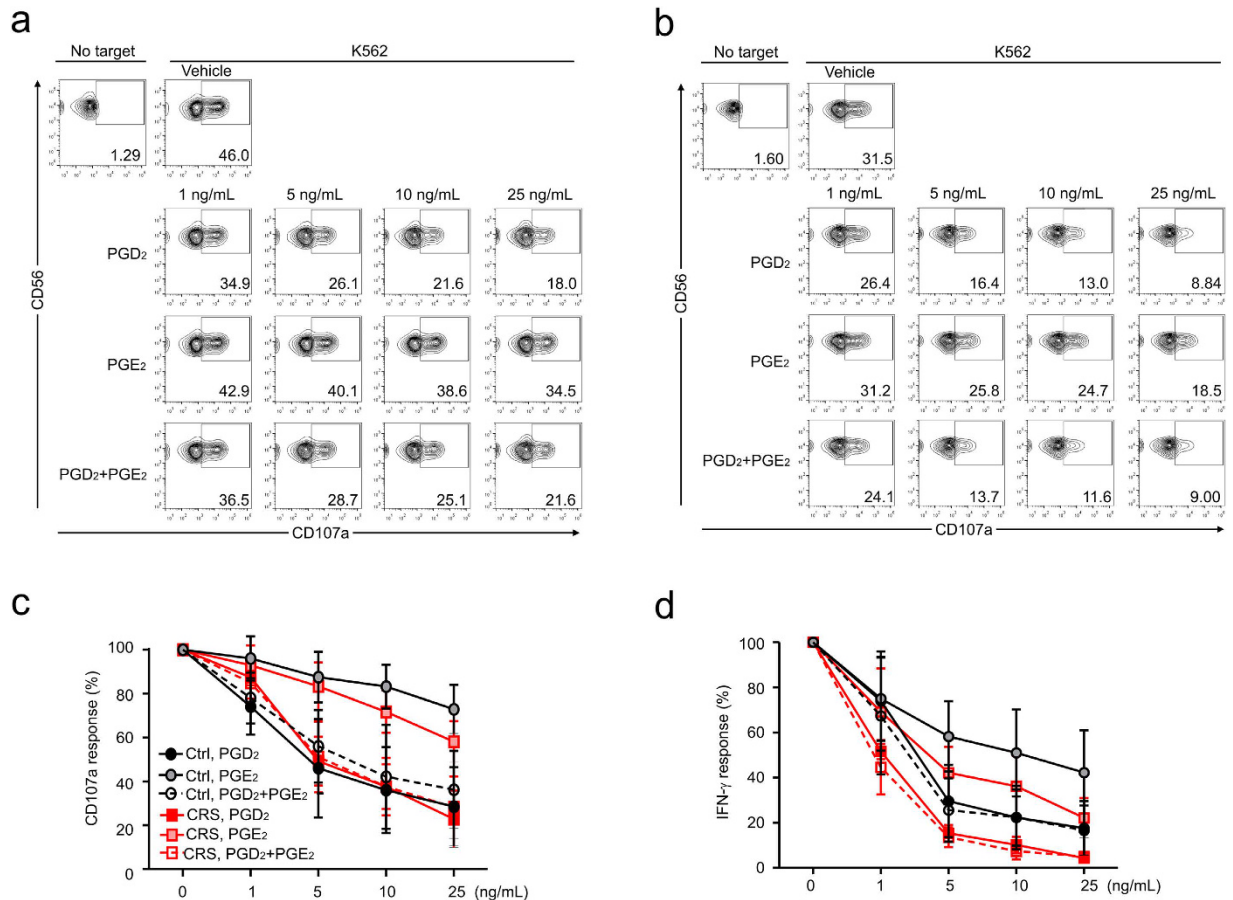 a
No target
K562
Vehicle
1.29
46.0
1 ng/mL
5 ng/mL
10 ng/mL
25 ng/mL
PGD₂
34.9
26.1
21.6
18.0
PGE₂
42.9
40.1
38.6
34.5
PGD₂+PGE₂
36.5
28.7
25.1
21.6
CD56
CD107a
b
No target
K562
Vehicle
1.60
31.5
1 ng/mL
5 ng/mL
10 ng/mL
25 ng/mL
PGD₂
26.4
16.4
13.0
8.84
PGE₂
31.2
25.8
24.7
18.5
PGD₂+PGE₂
24.1
13.7
11.6
9.00
CD56
CD107a
c
CD107a response (%)
100
80
60
40
20
0
Ctrl, PGD₂
Ctrl, PGE₂
Ctrl, PGD₂+PGE₂
CRS, PGD₂
CRS, PGE₂
CRS, PGD₂+PGE₂
0 1 5 10 25 (ng/mL)
d
IFN-γ response (%)
100
80
60
40
20
0
0 1 5 10 25 (ng/mL)